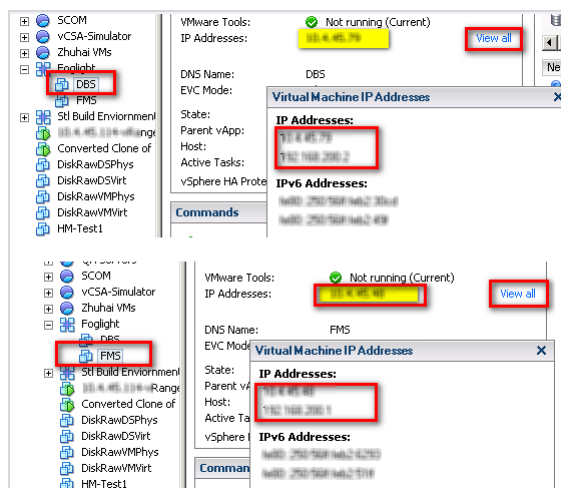 SCOM
vCSA-Simulator
Zhuhai VMs
Foglight
DBS
FMS
Stl Build Enviornment
Converted Clone of
DiskRawDSPhys
DiskRawDSVirt
DiskRawVMPhys
DiskRawVMVirt
HM-Test1
VMware Tools: Not running (Current)
IP Addresses: View all
DNS Name: DBS
EVC Mode:
State:
Parent vApp:
Host:
Active Tasks:
vSphere HA Prote
Commands
Ne
Virtual Machine IP Addresses
IP Addresses:
IPv6 Addresses:
SCOM
vCSA-Simulator
Zhuhai VMs
Foglight
DBS
FMS
Stl Build Enviornment
Range
Converted Clone of
DiskRawDSPhys
DiskRawDSVirt
DiskRawVMPhys
DiskRawVMVirt
HM-Test1
VMware Tools: Not running (Current)
IP Addresses: View all
DNS Name: FMS
EVC Mode
State:
Parent vA
Host:
Active Ta
vSphere
Comman
Virtual Machine IP Addresses X
IP Addresses:
IPv6 Addresses: